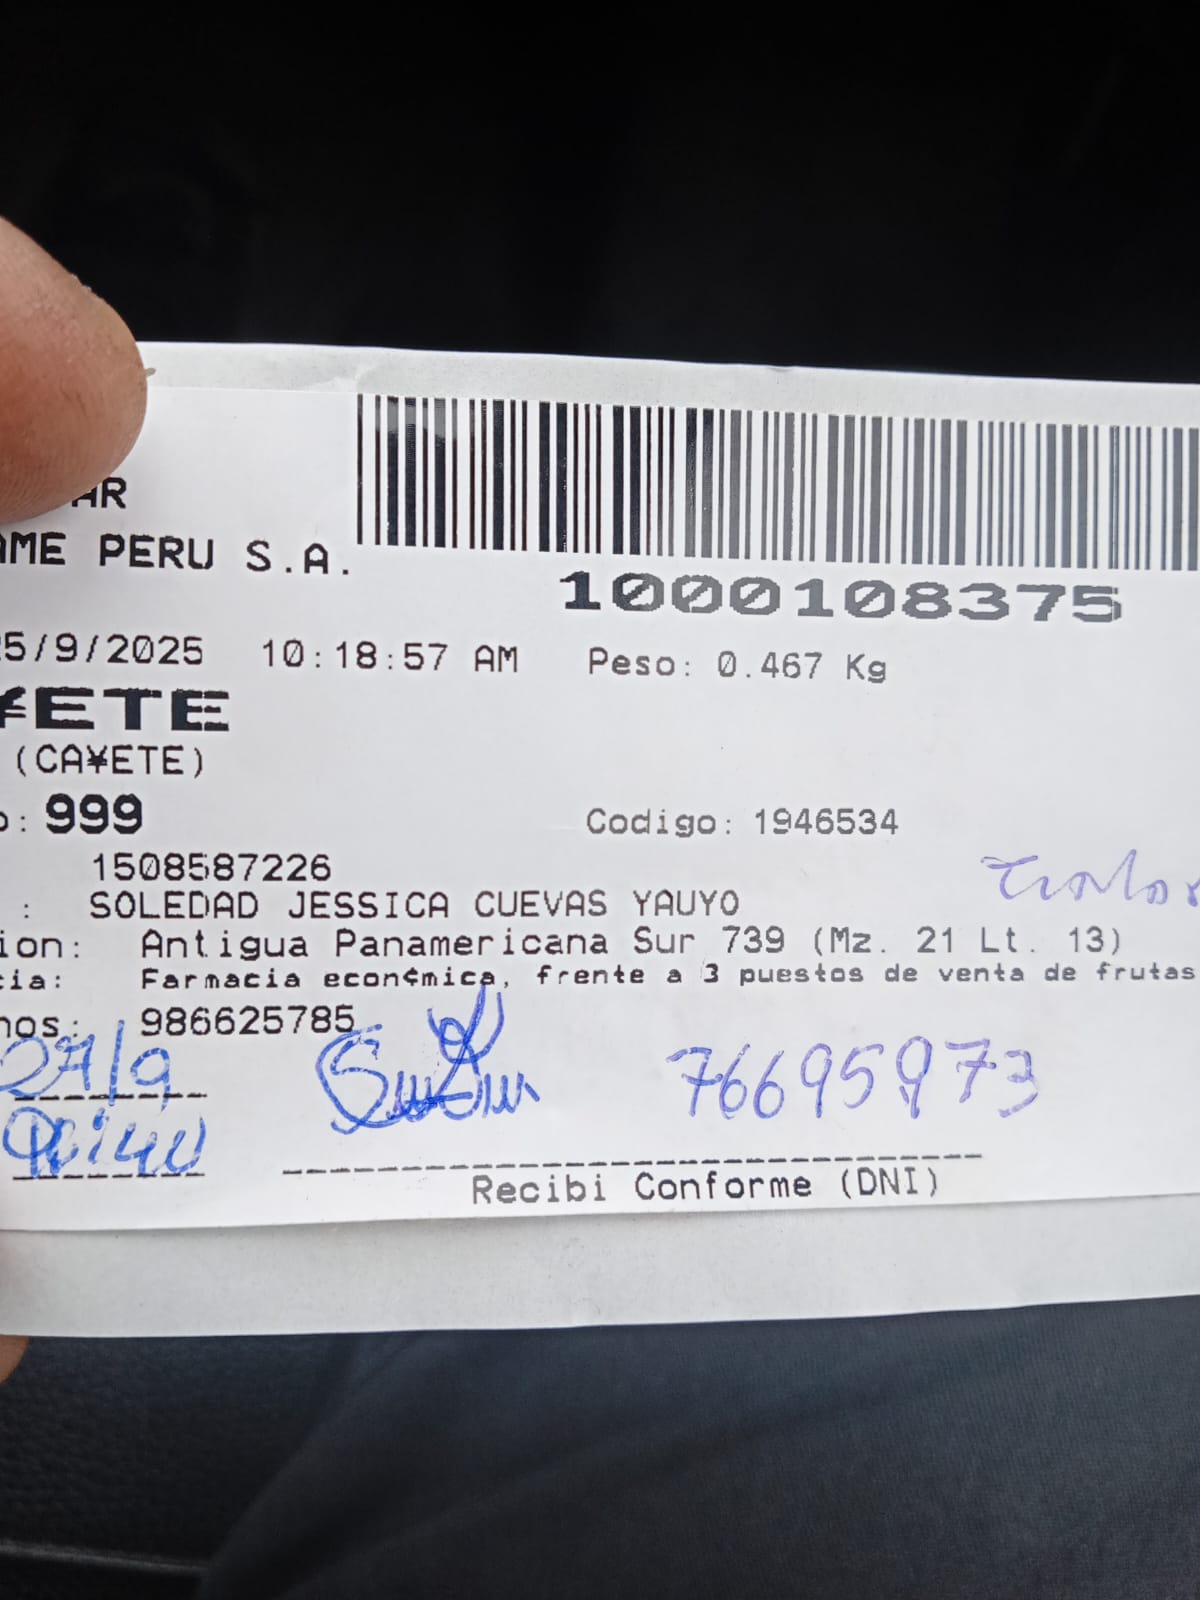 AR
AME PERU S.A.
1000108375
25/9/2025 10:18:57 AM Peso: 0.467 Kg
¥ETE
(CA¥ETE)
o: 999 Codigo: 1946534
1508587226
: SOLEDAD JESSICA CUEVAS YAUYO
ion: Antigua Panamericana Sur 739 (Mz. 21 Lt. 13)
cia: Farmacia econ¢mica, frente a 3 puestos de venta de frutas
nos.: 986625785
27/9 76695973
Recibi Conforme (DNI)